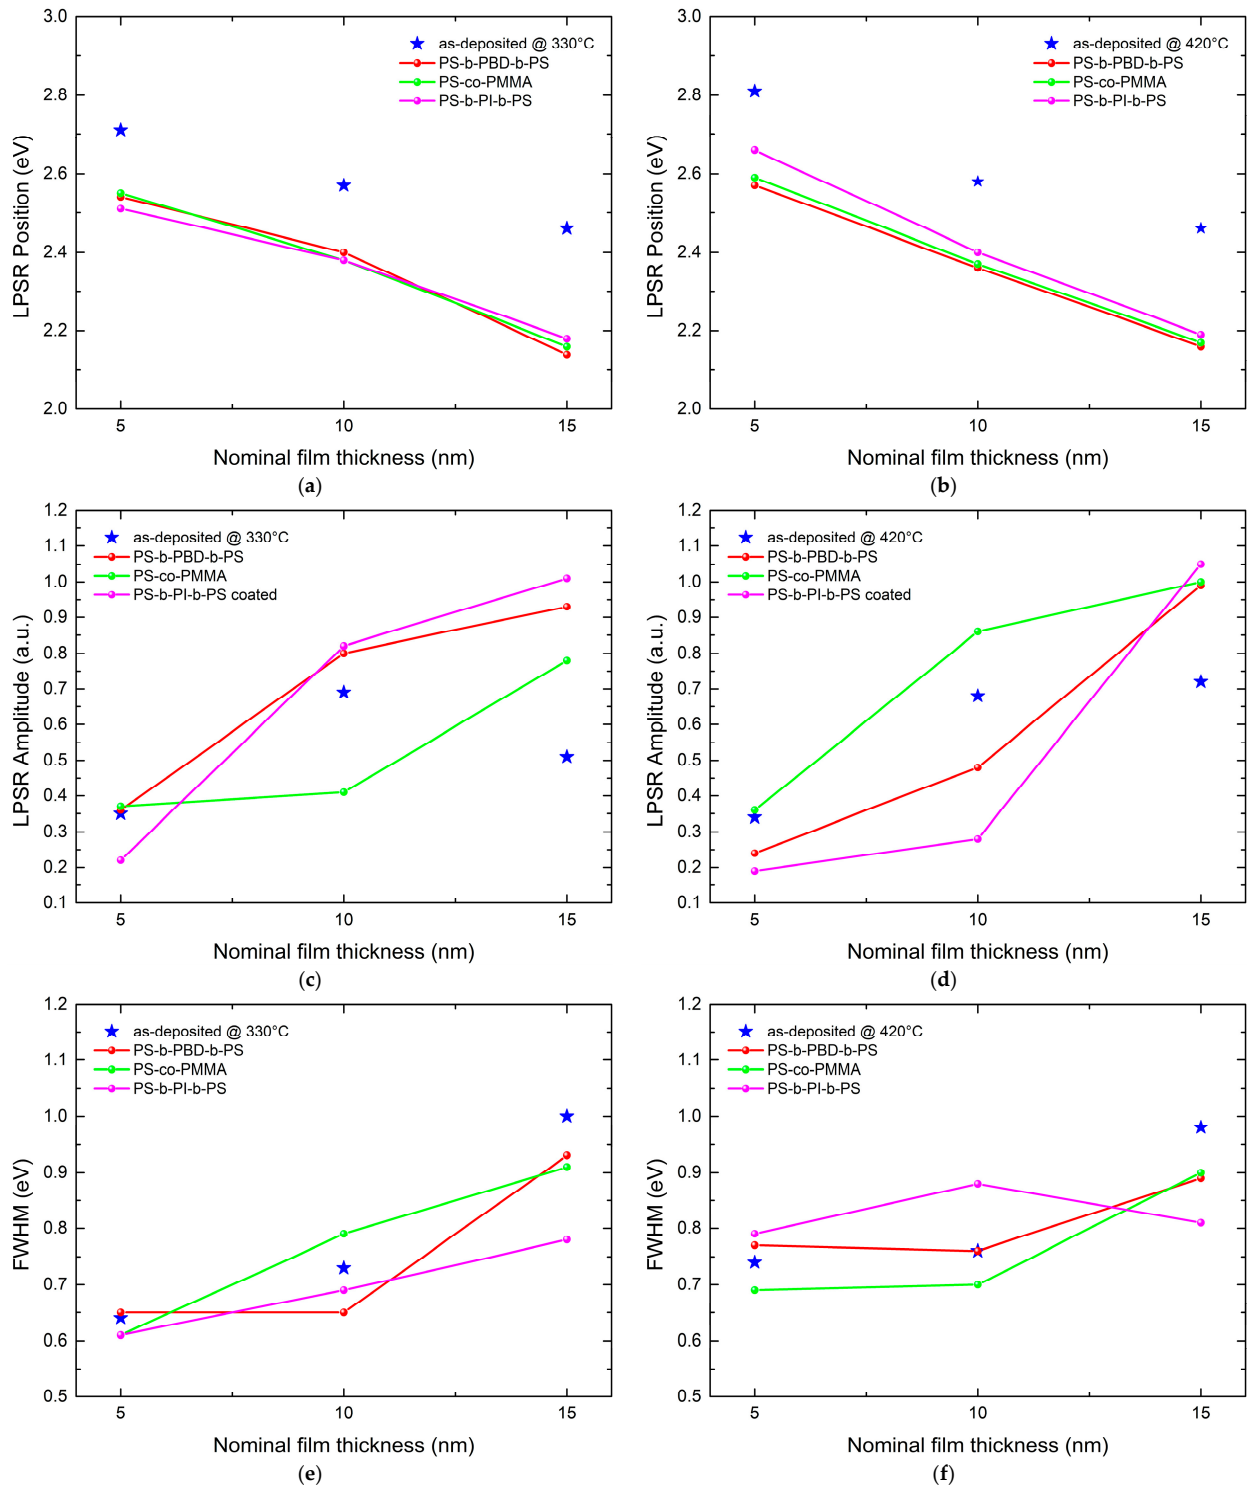 3.0
2.8
2.6
2.4
2.2
2.0
LPSR Position (eV)
as-deposited @ 330°C
PS-b-PBD-b-PS
PS-co-PMMA
PS-b-PI-b-PS
5 10 15
Nominal film thickness (nm)
(a)
3.0
2.8
2.6
2.4
2.2
2.0
LPSR Position (eV)
as-deposited @ 420°C
PS-b-PBD-b-PS
PS-co-PMMA
PS-b-PI-b-PS
5 10 15
Nominal film thickness (nm)
(b)
1.2
1.1
1.0
0.9
0.8
0.7
0.6
0.5
0.4
0.3
0.2
0.1
LPSR Amplitude (a.u.)
as-deposited @ 330°C
PS-b-PBD-b-PS
PS-co-PMMA
PS-b-PI-b-PS coated
5 10 15
Nominal film thickness (nm)
(c)
1.2
1.1
1.0
0.9
0.8
0.7
0.6
0.5
0.4
0.3
0.2
0.1
LPSR Amplitude (a.u.)
as-deposited @ 420°C
PS-b-PBD-b-PS
PS-co-PMMA
PS-b-PI-b-PS coated
5 10 15
Nominal film thickness (nm)
(d)
1.2
1.1
1.0
0.9
0.8
0.7
0.6
0.5
FWHM (eV)
as-deposited @ 330°C
PS-b-PBD-b-PS
PS-co-PMMA
PS-b-PI-b-PS
5 10 15
Nominal film thickness (nm)
(e)
1.2
1.1
1.0
0.9
0.8
0.7
0.6
0.5
FWHM (eV)
as-deposited @ 420°C
PS-b-PBD-b-PS
PS-co-PMMA
PS-b-PI-b-PS
5 10 15
Nominal film thickness (nm)
(f)